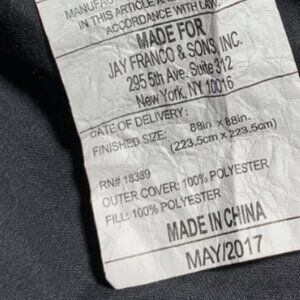 MANUFAC
IN THIS ARTICLE ARE
ACCORDANCE WITH LAW.
MADE FOR
JAY FRANCO & SONS, INC.
295 5th Ave. Suite 312
New York, NY 10016
DATE OF DELIVERY:
FINISHED SIZE: 88in. x 88in.
(223.5cm x 223.5cm)
RN# 18389
OUTER COVER: 100% POLYESTER
FILL: 100% POLYESTER
MADE IN CHINA
MAY/2017